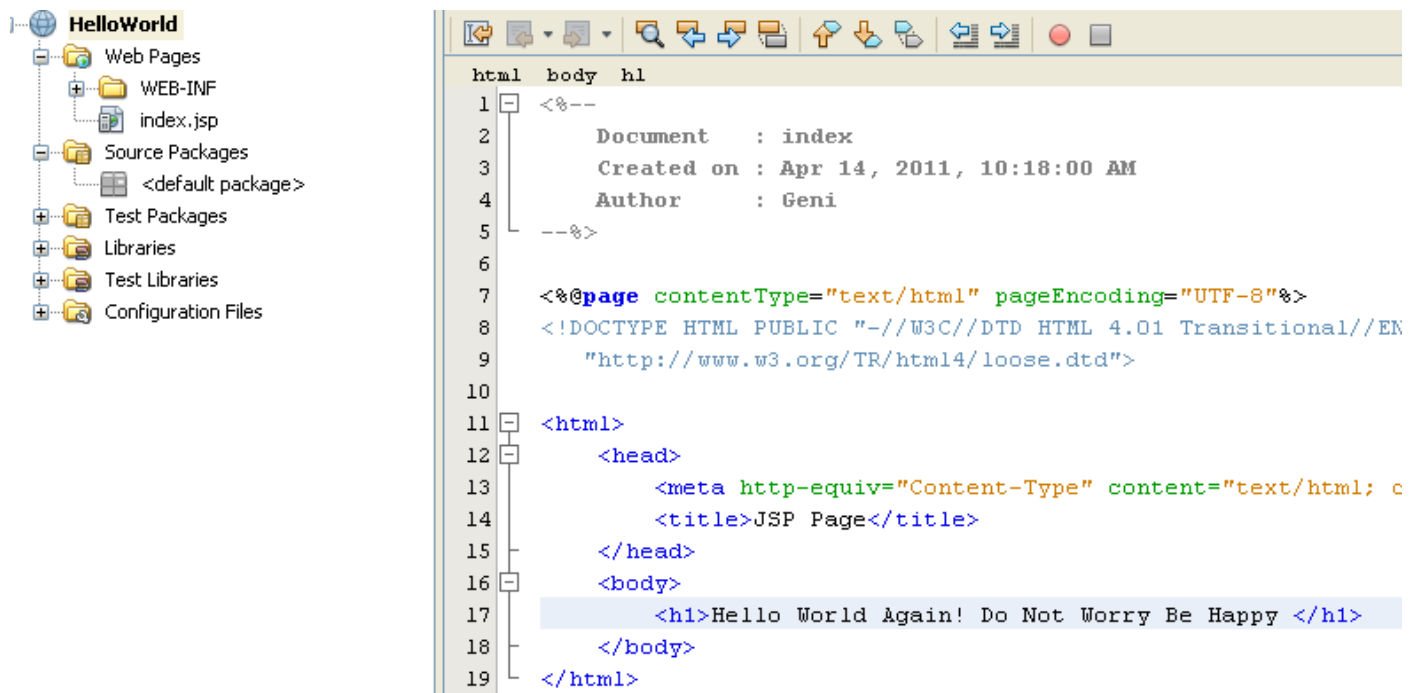 HelloWorld
Web Pages
WEB-INF
index.jsp
Source Packages
<default package>
Test Packages
Libraries
Test Libraries
Configuration Files
html body h1
1 <%--
2 Document : index
3 Created on : Apr 14, 2011, 10:18:00 AM
4 Author : Geni
5 --%>
6
7 <%@page contentType="text/html" pageEncoding="UTF-8"%>
8 <!DOCTYPE HTML PUBLIC "-//W3C//DTD HTML 4.01 Transitional//EN
9 "http://www.w3.org/TR/html4/loose.dtd">
10
11 <html>
12 <head>
13 <meta http-equiv="Content-Type" content="text/html; c
14 <title>JSP Page</title>
15 </head>
16 <body>
17 <h1>Hello World Again! Do Not Worry Be Happy </h1>
18 </body>
19 </html>